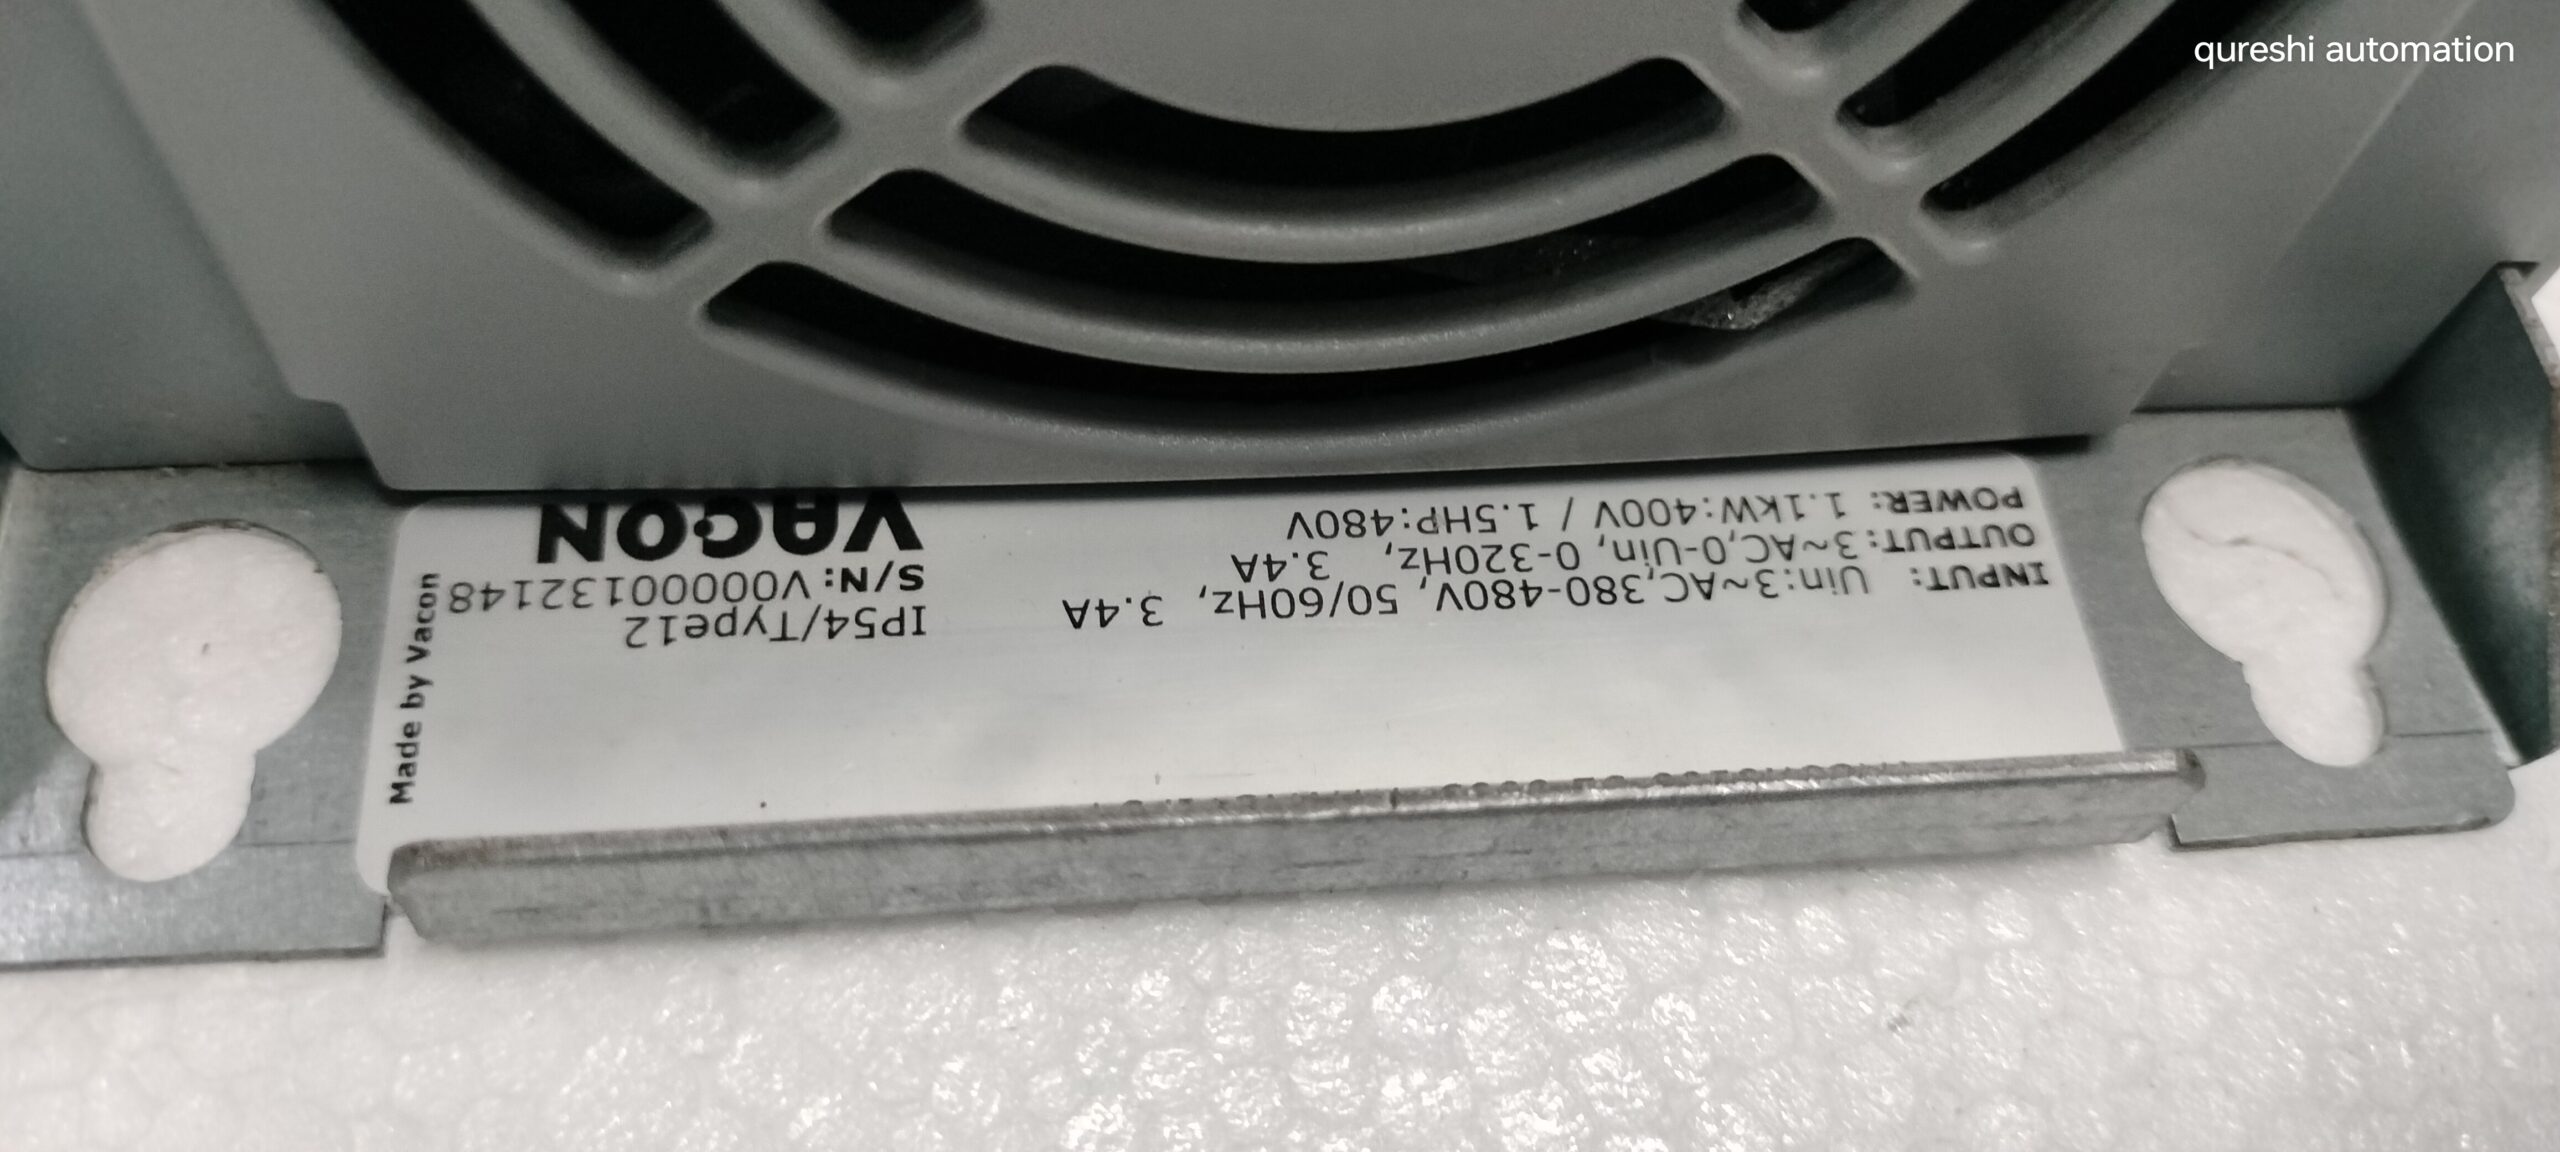 qureshi automation
VACON
S/N: V00000132148
IP54/Type12
POWER: 1.1kW:400V / 1.5HP:480V
OUTPUT: 3~AC,0-Uin, 0-320Hz, 3.4A
INPUT: Uin:3~AC,380-480V, 50/60Hz, 3.4A
Made by Vacon